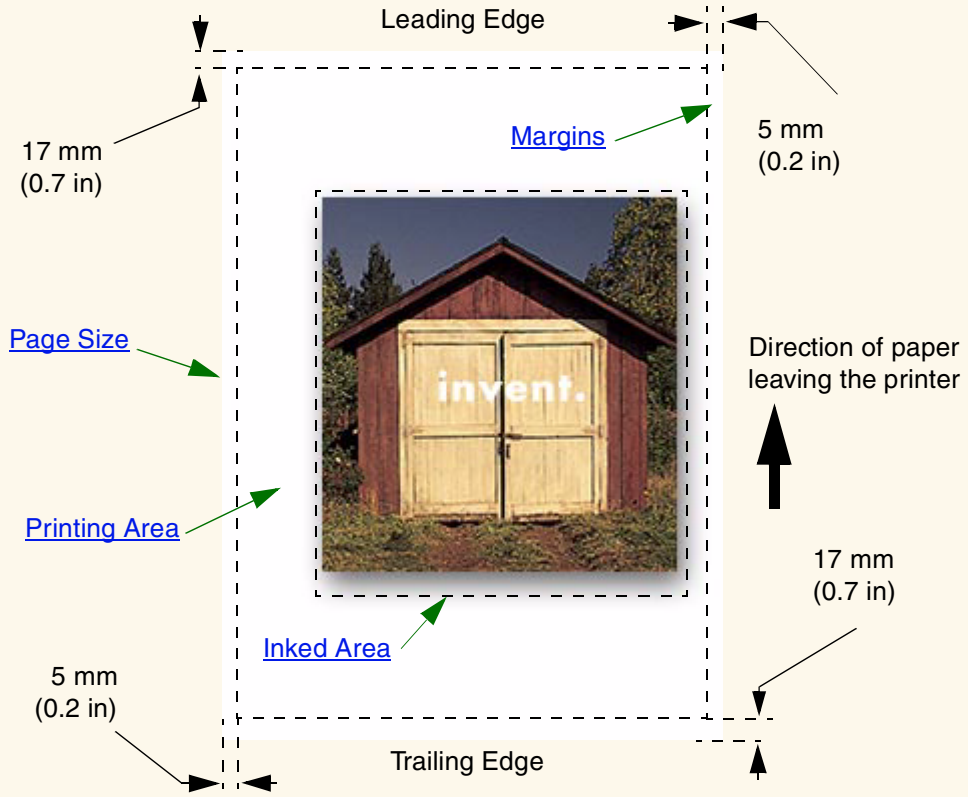 Leading Edge
17 mm
(0.7 in)
Margins
5 mm
(0.2 in)
Page Size
invent.
Direction of paper
leaving the printer
Printing Area
17 mm
(0.7 in)
Inked Area
5 mm
(0.2 in)
Trailing Edge